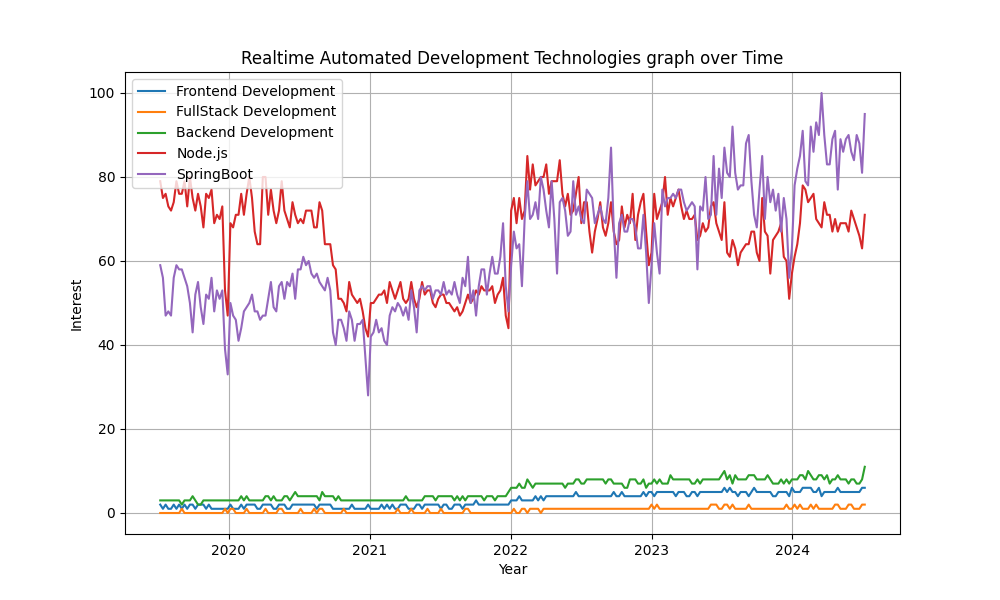 Realtime Automated Development Technologies graph over Time
Frontend Development
FullStack Development
Backend Development
Node.js
SpringBoot
100
80
60
40
20
0
Interest
2020 2021 2022 2023 2024
Year